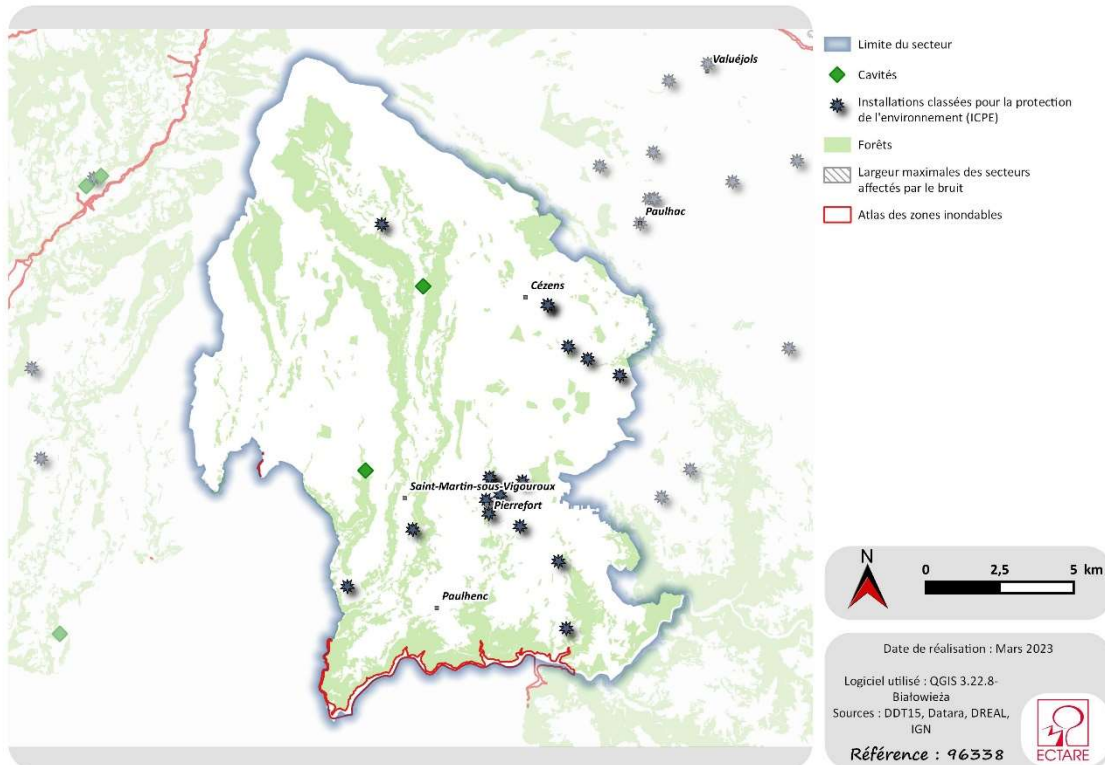 Valuéjols
Paulhac
Cézens
Saint-Martin-sous-Vigouroux
Pierrefort
Paulhenc
Limite du secteur
Cavités
Installations classées pour la protection
de l'environnement (ICPE)
Forêts
Largeur maximales des secteurs
affectés par le bruit
Atlas des zones inondables
N
0 2,5 5 km
Date de réalisation : Mars 2023
Logiciel utilisé : QGIS 3.22.8-
Białowieża
Sources : DDT15, Datara, DREAL,
IGN
Référence : 96338
ECTARE